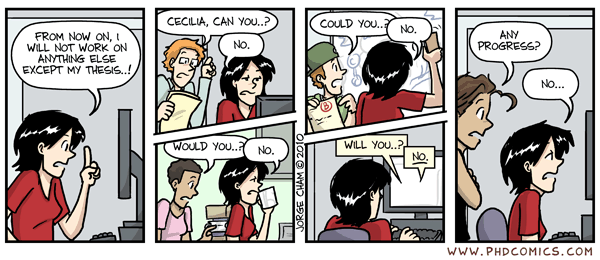 FROM NOW ON, I
WILL NOT WORK ON
ANYTHING ELSE
EXCEPT MY THESIS..!
CECILIA, CAN YOU..?
NO.
WOULD YOU..?
NO.
COULD YOU..?
NO.
B
WILL YOU..?
NO.
ANY
PROGRESS?
NO...
JORGE CHAM © 2010
WWW.PHDCOMICS.COM